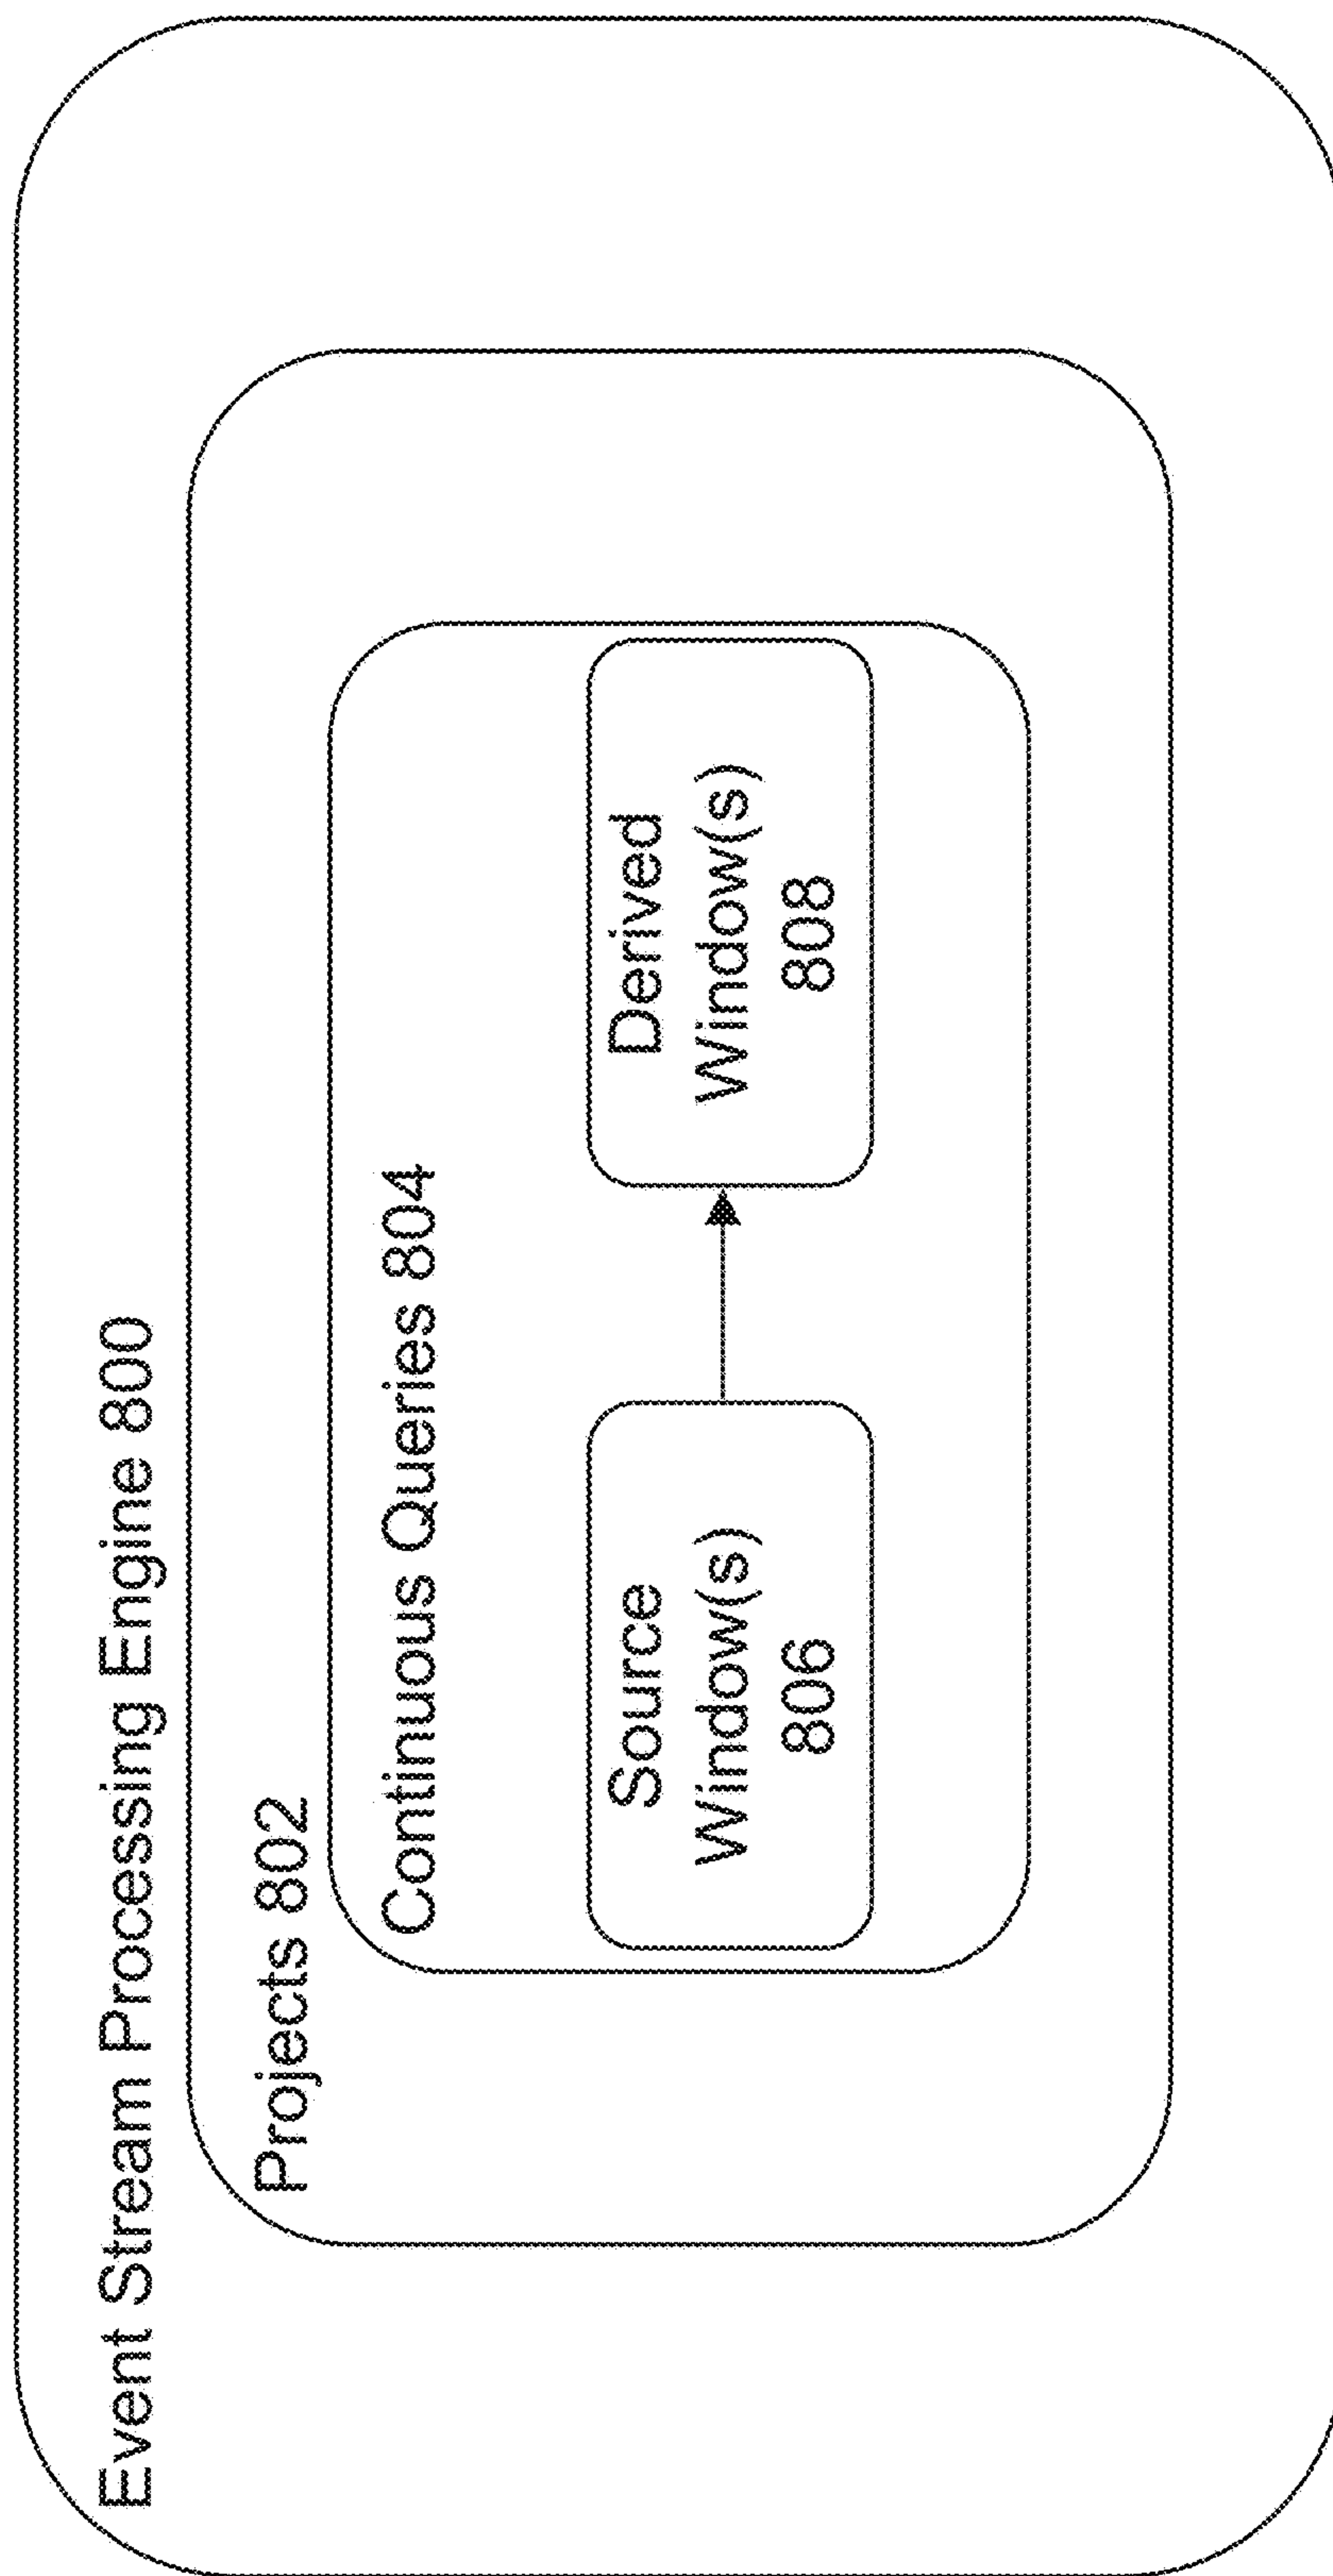 Event Stream Processing Engine 800
Projects 802
Continuous Queries 804
Source
Window(s)
806
Derived
Window(s)
808